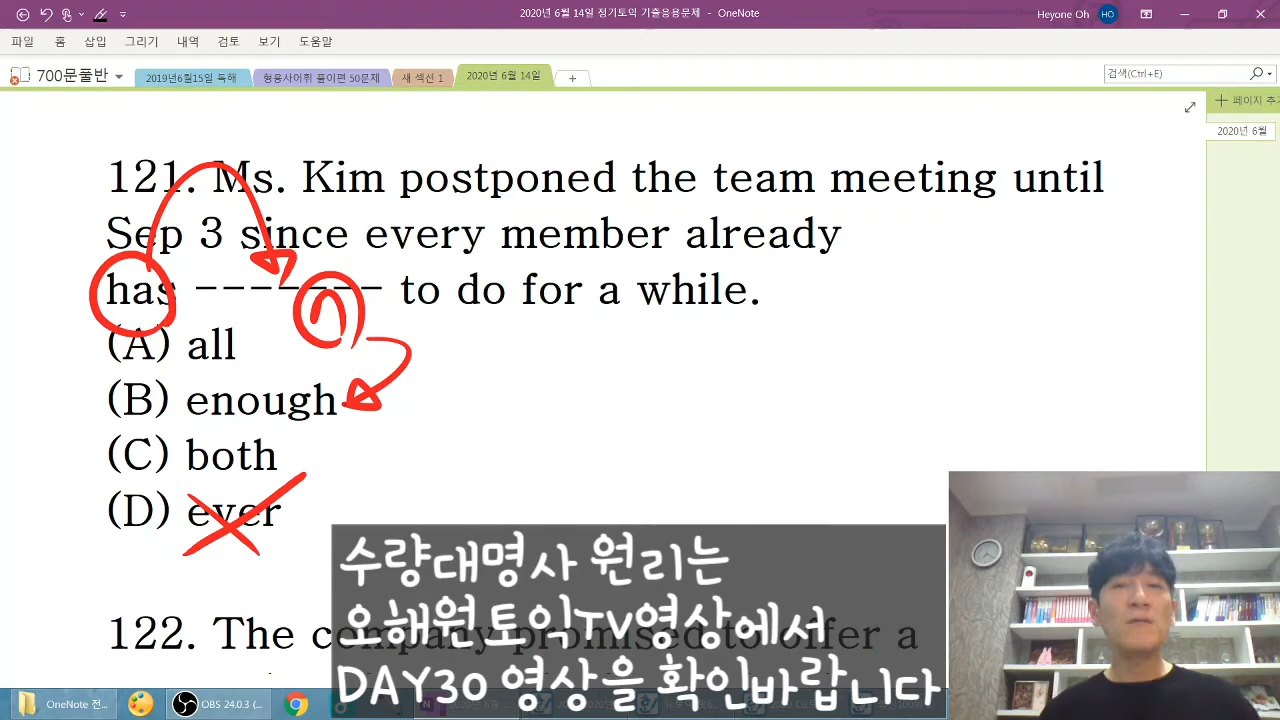 2020년 6월 14일 정기토익 기출응용문제 - OneNote
Heyone Oh HO
파일 홈 삽입 그리기 내역 검토 보기 도움말
700문풀반 2019년6월15일 독해 형용사어휘 풀이편 50문제 새 섹션 1 2020년 6월 14일 검색(Ctrl+E)
페이지 추가
2020년 6월
121. Ms. Kim postponed the team meeting until
Sep 3 since every member already
has ------- to do for a while.
(A) all
(B) enough
(C) both
(D) ever
수량대명사 원리는
오해원토익TV영상에서
DAY30 영상을 확인바랍니다
122. The company promised to offer a
OneNote 전...
OBS 24.0.3 (...